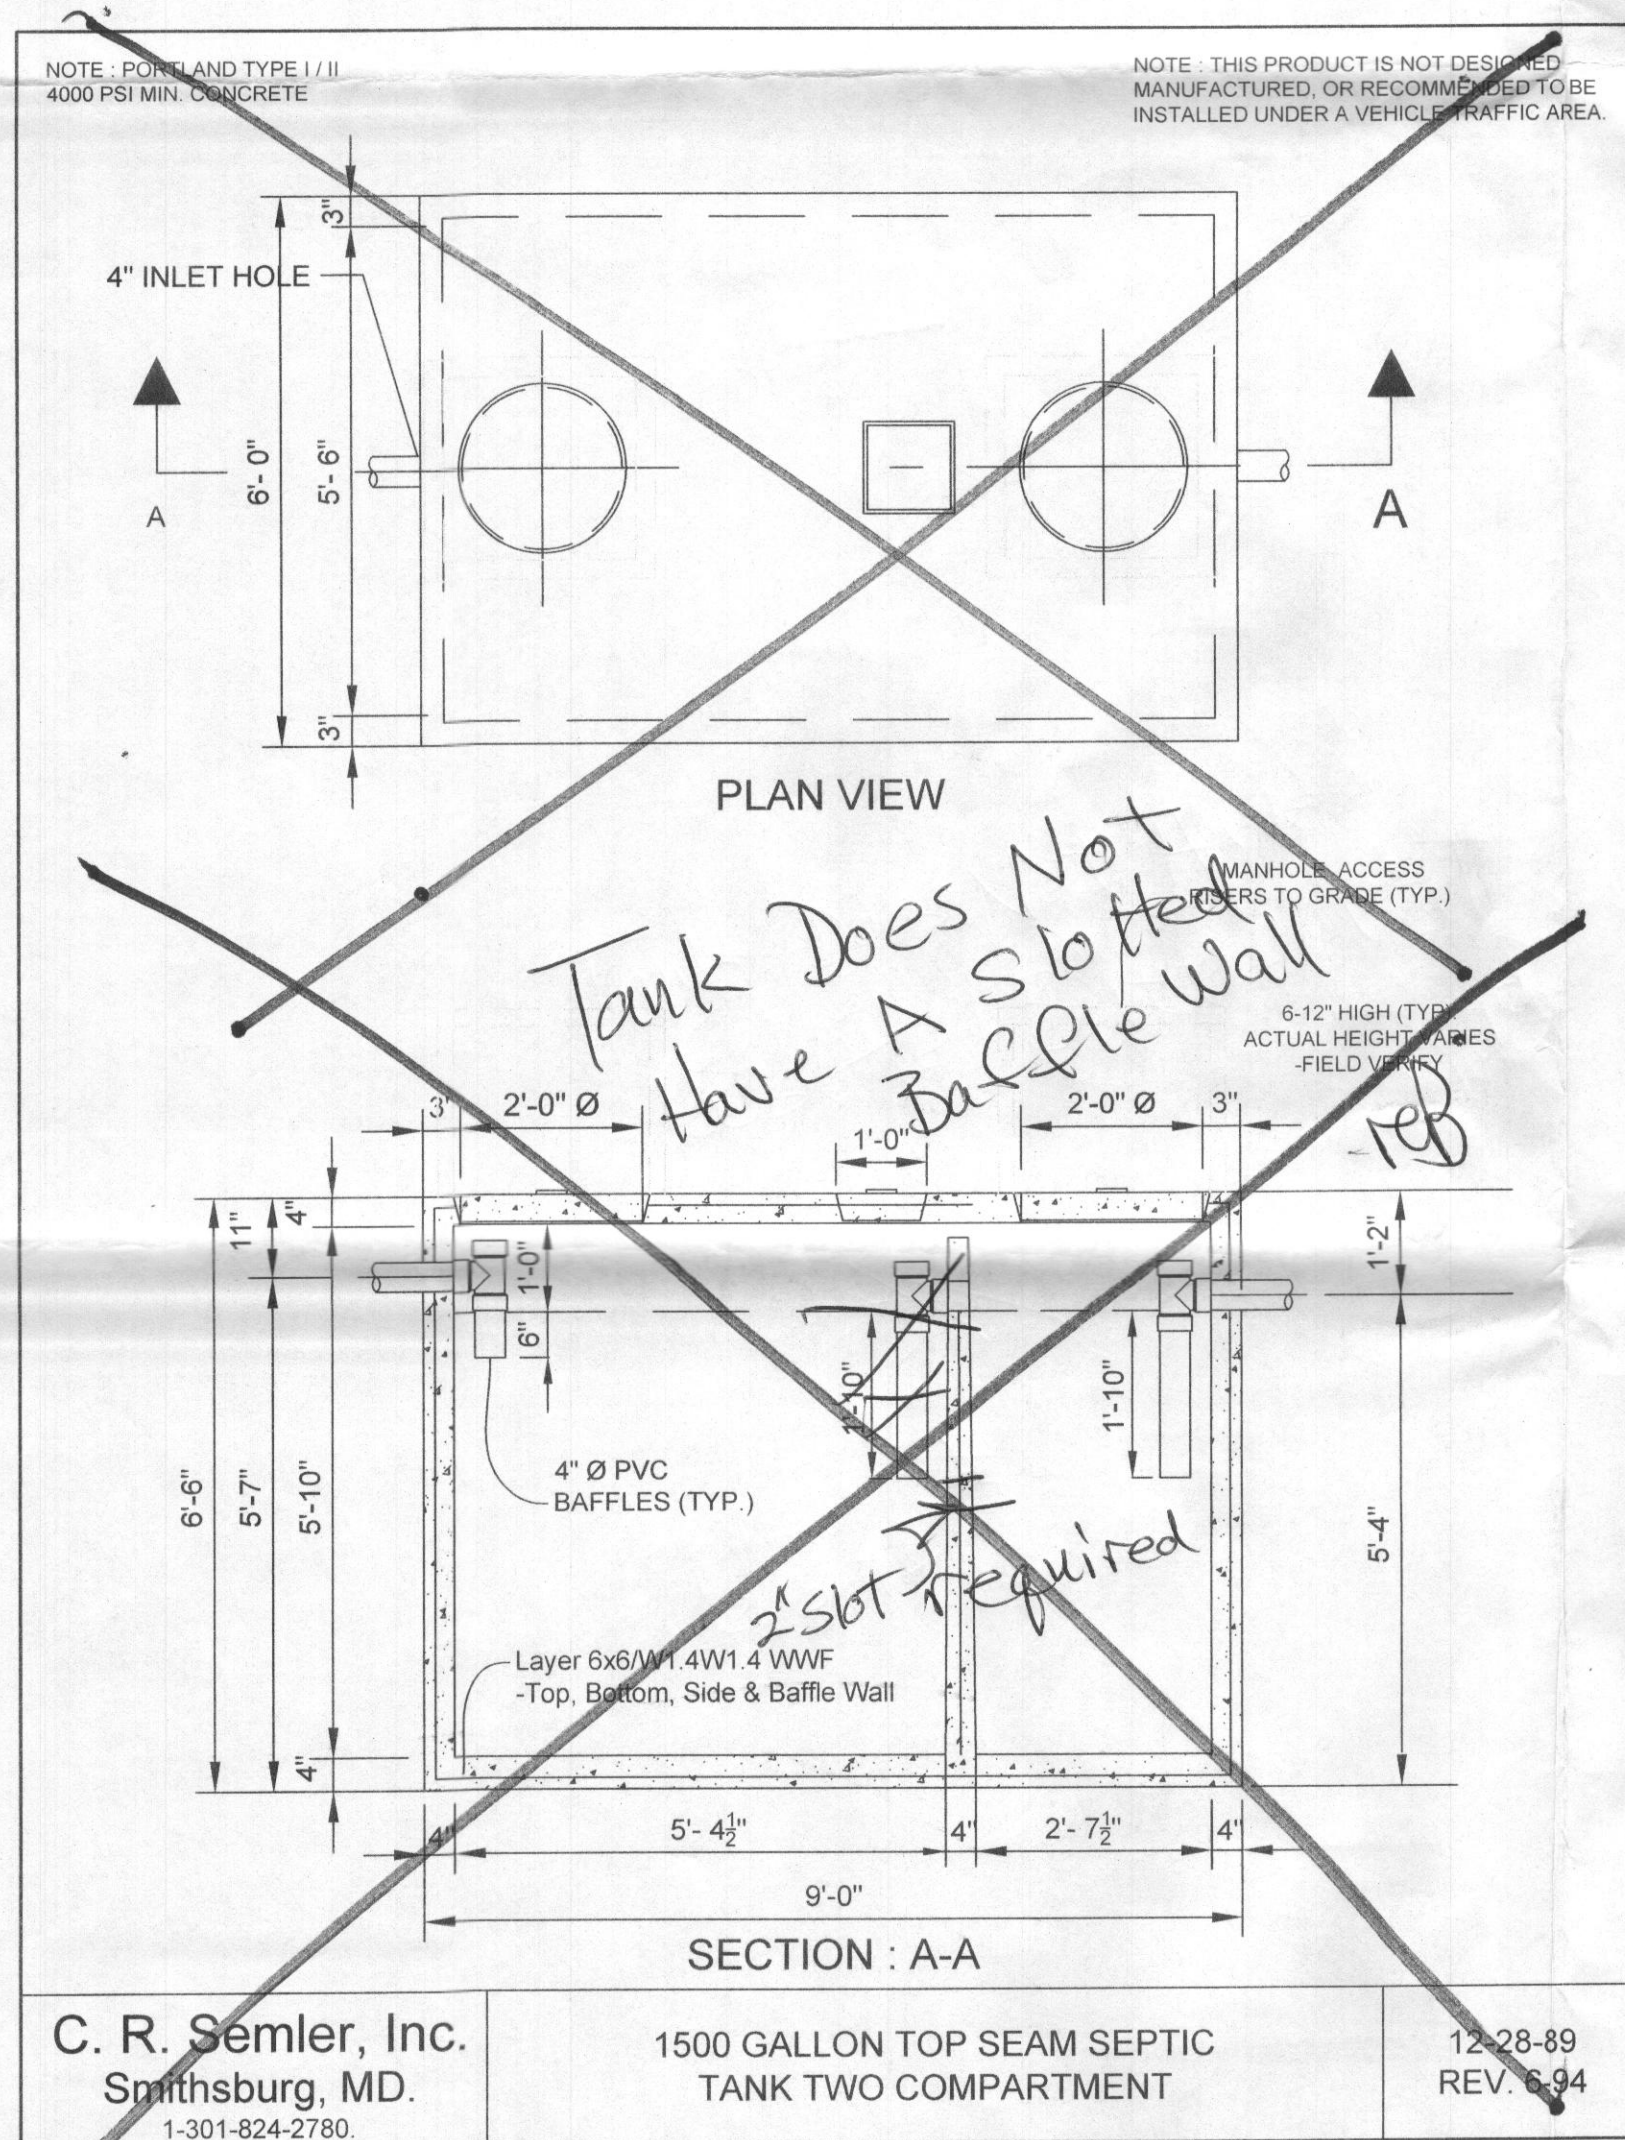 NOTE : PORTLAND TYPE I / II
4000 PSI MIN. CONCRETE
NOTE : THIS PRODUCT IS NOT DESIGNED
MANUFACTURED, OR RECOMMENDED TO BE
INSTALLED UNDER A VEHICLE TRAFFIC AREA.
3"
4" INLET HOLE
6'- 0"
5'- 6"
A
A
3"
PLAN VIEW
Tank Does Not
Have A Slotted
Baffle Wall
MANHOLE ACCESS
RISERS TO GRADE (TYP.)
6-12" HIGH (TYP.
ACTUAL HEIGHT VARIES
-FIELD VERIFY
3"
2'-0" Ø
1'-0"
2'-0" Ø
3"
11"
4"
1'-0"
6"
1'-2"
1'-10"
1'-10"
6'-6"
5'-7"
5'-10"
4" Ø PVC
BAFFLES (TYP.)
5'-4"
2" Slot required
Layer 6x6/W1.4W1.4 WWF
-Top, Bottom, Side & Baffle Wall
4"
4"
5'- 4½"
4"
2'- 7½"
4"
9'-0"
SECTION : A-A
C. R. Semler, Inc.
Smithsburg, MD.
1-301-824-2780.
1500 GALLON TOP SEAM SEPTIC
TANK TWO COMPARTMENT
12-28-89
REV. 6-94